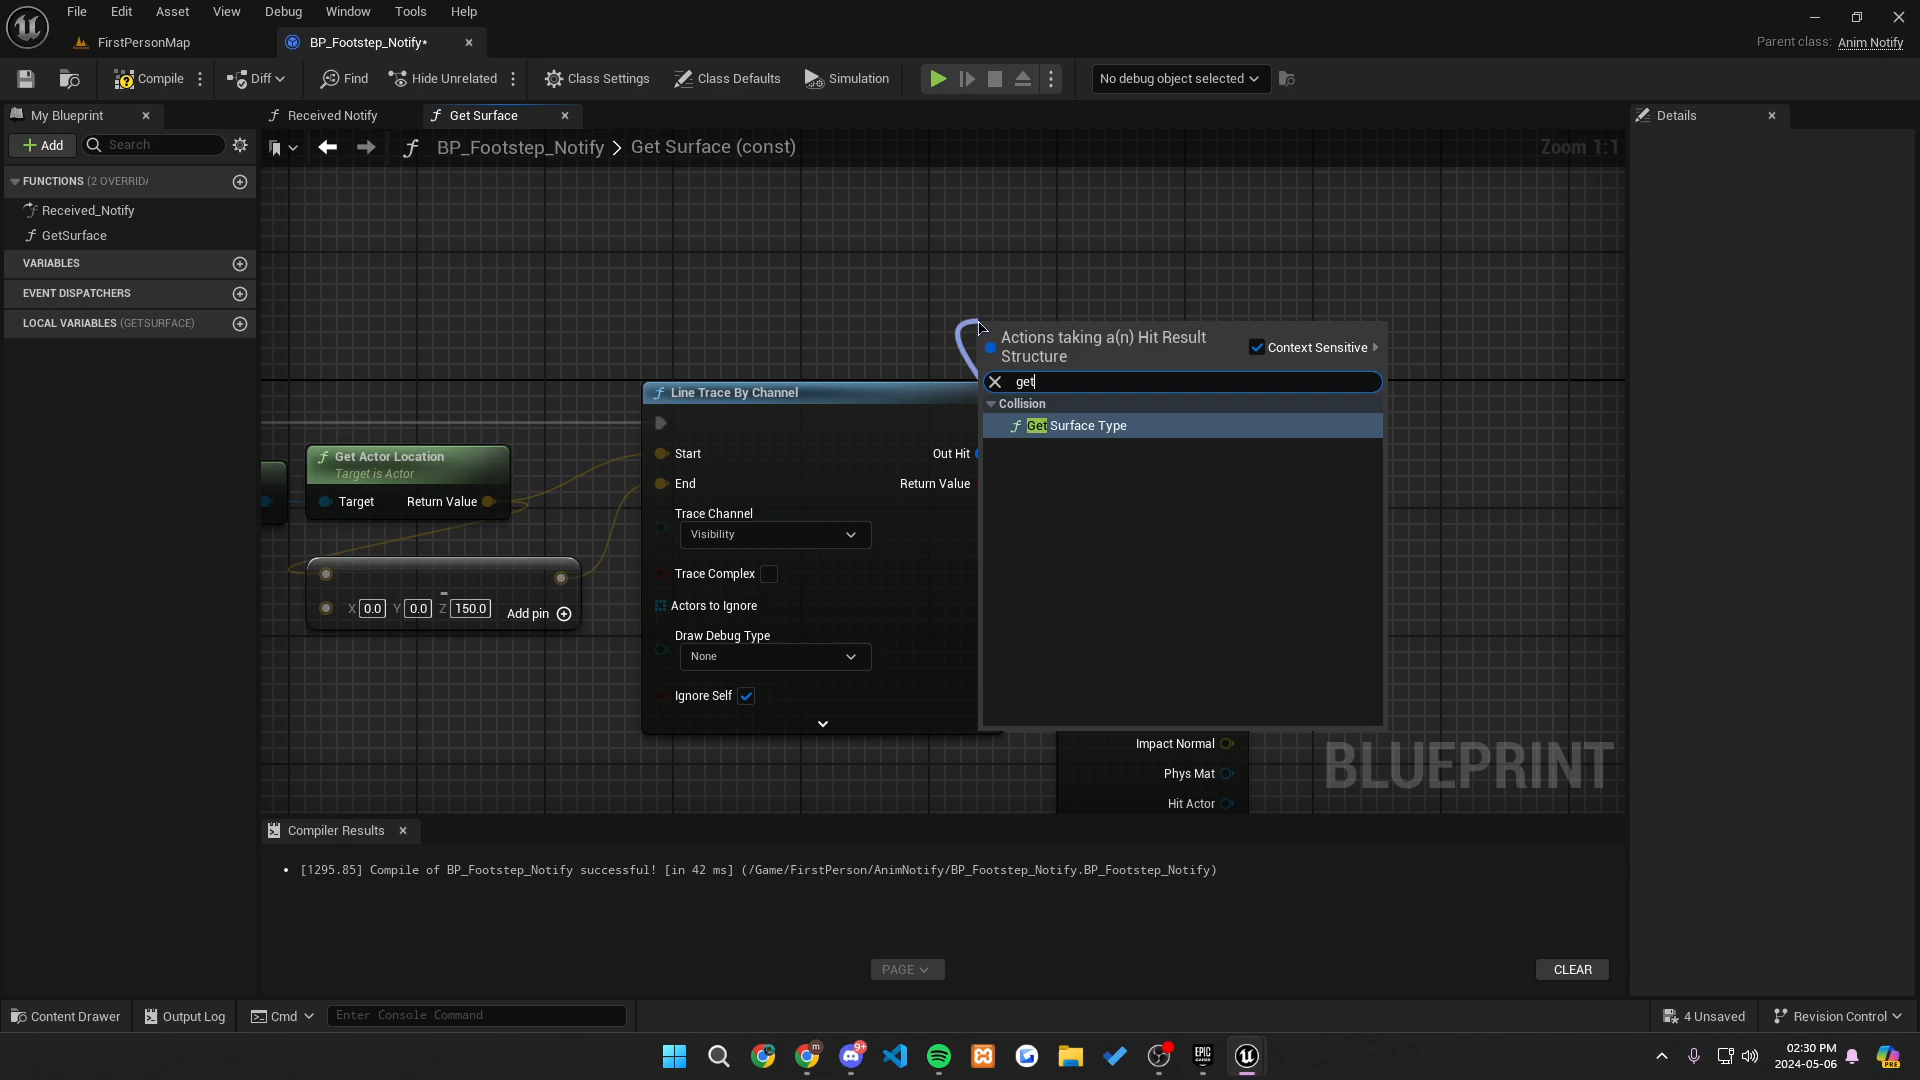 File Edit Asset View Debug Window Tools Help
FirstPersonMap
BP_Footstep_Notify*
Parent class: Anim Notify
Compile
Diff
Find
Hide Unrelated
Class Settings
Class Defaults
Simulation
No debug object selected
My Blueprint
Received Notify
Get Surface
Details
Add
Search
BP_Footstep_Notify > Get Surface (const)
Zoom 1:1
FUNCTIONS (2 OVERRIDA
Received_Notify
GetSurface
VARIABLES
EVENT DISPATCHERS
LOCAL VARIABLES (GETSURFACE)
Actions taking a(n) Hit Result
Structure
Context Sensitive
get
Collision
Get Surface Type
Line Trace By Channel
Start
Out Hit
End
Return Value
Trace Channel
Visibility
Trace Complex
Actors to Ignore
Draw Debug Type
None
Ignore Self
Get Actor Location
Target is Actor
Target
Return Value
X 0.0 Y 0.0 Z 150.0
Add pin
Impact Normal
Phys Mat
Hit Actor
BLUEPRINT
Compiler Results
• [1295.85] Compile of BP_Footstep_Notify successful! [in 42 ms] (/Game/FirstPerson/AnimNotify/BP_Footstep_Notify.BP_Footstep_Notify)
PAGE
CLEAR
Content Drawer
Output Log
Cmd
Enter Console Command
4 Unsaved
Revision Control
m
9+
EPIC
GAMES
02:30 PM
2024-05-06
PRE